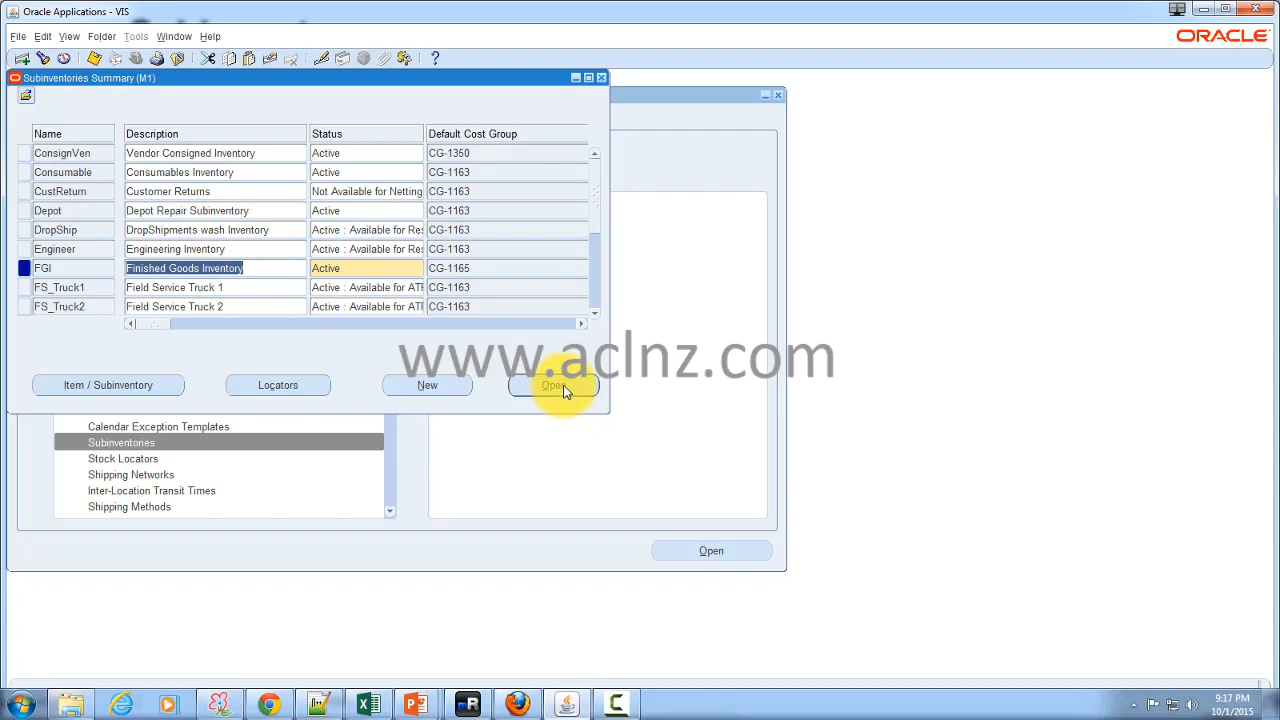 Oracle Applications - VIS
File Edit View Folder Tools Window Help
ORACLE
Subinventories Summary (M1)
Name Description Status Default Cost Group
ConsignVen Vendor Consigned Inventory Active CG-1350
Consumable Consumables Inventory Active CG-1163
CustReturn Customer Returns Not Available for Netting CG-1163
Depot Depot Repair Subinventory Active CG-1163
DropShip DropShipments wash Inventory Active : Available for Res CG-1163
Engineer Engineering Inventory Active : Available for Res CG-1163
FGI Finished Goods Inventory Active CG-1165
FS_Truck1 Field Service Truck 1 Active : Available for ATP CG-1163
FS_Truck2 Field Service Truck 2 Active : Available for ATP CG-1163
www.aclnz.com
Item / Subinventory Locators New Open
Calendar Exception Templates
Subinventories
Stock Locators
Shipping Networks
Inter-Location Transit Times
Shipping Methods
Open
9:17 PM
10/1/2015